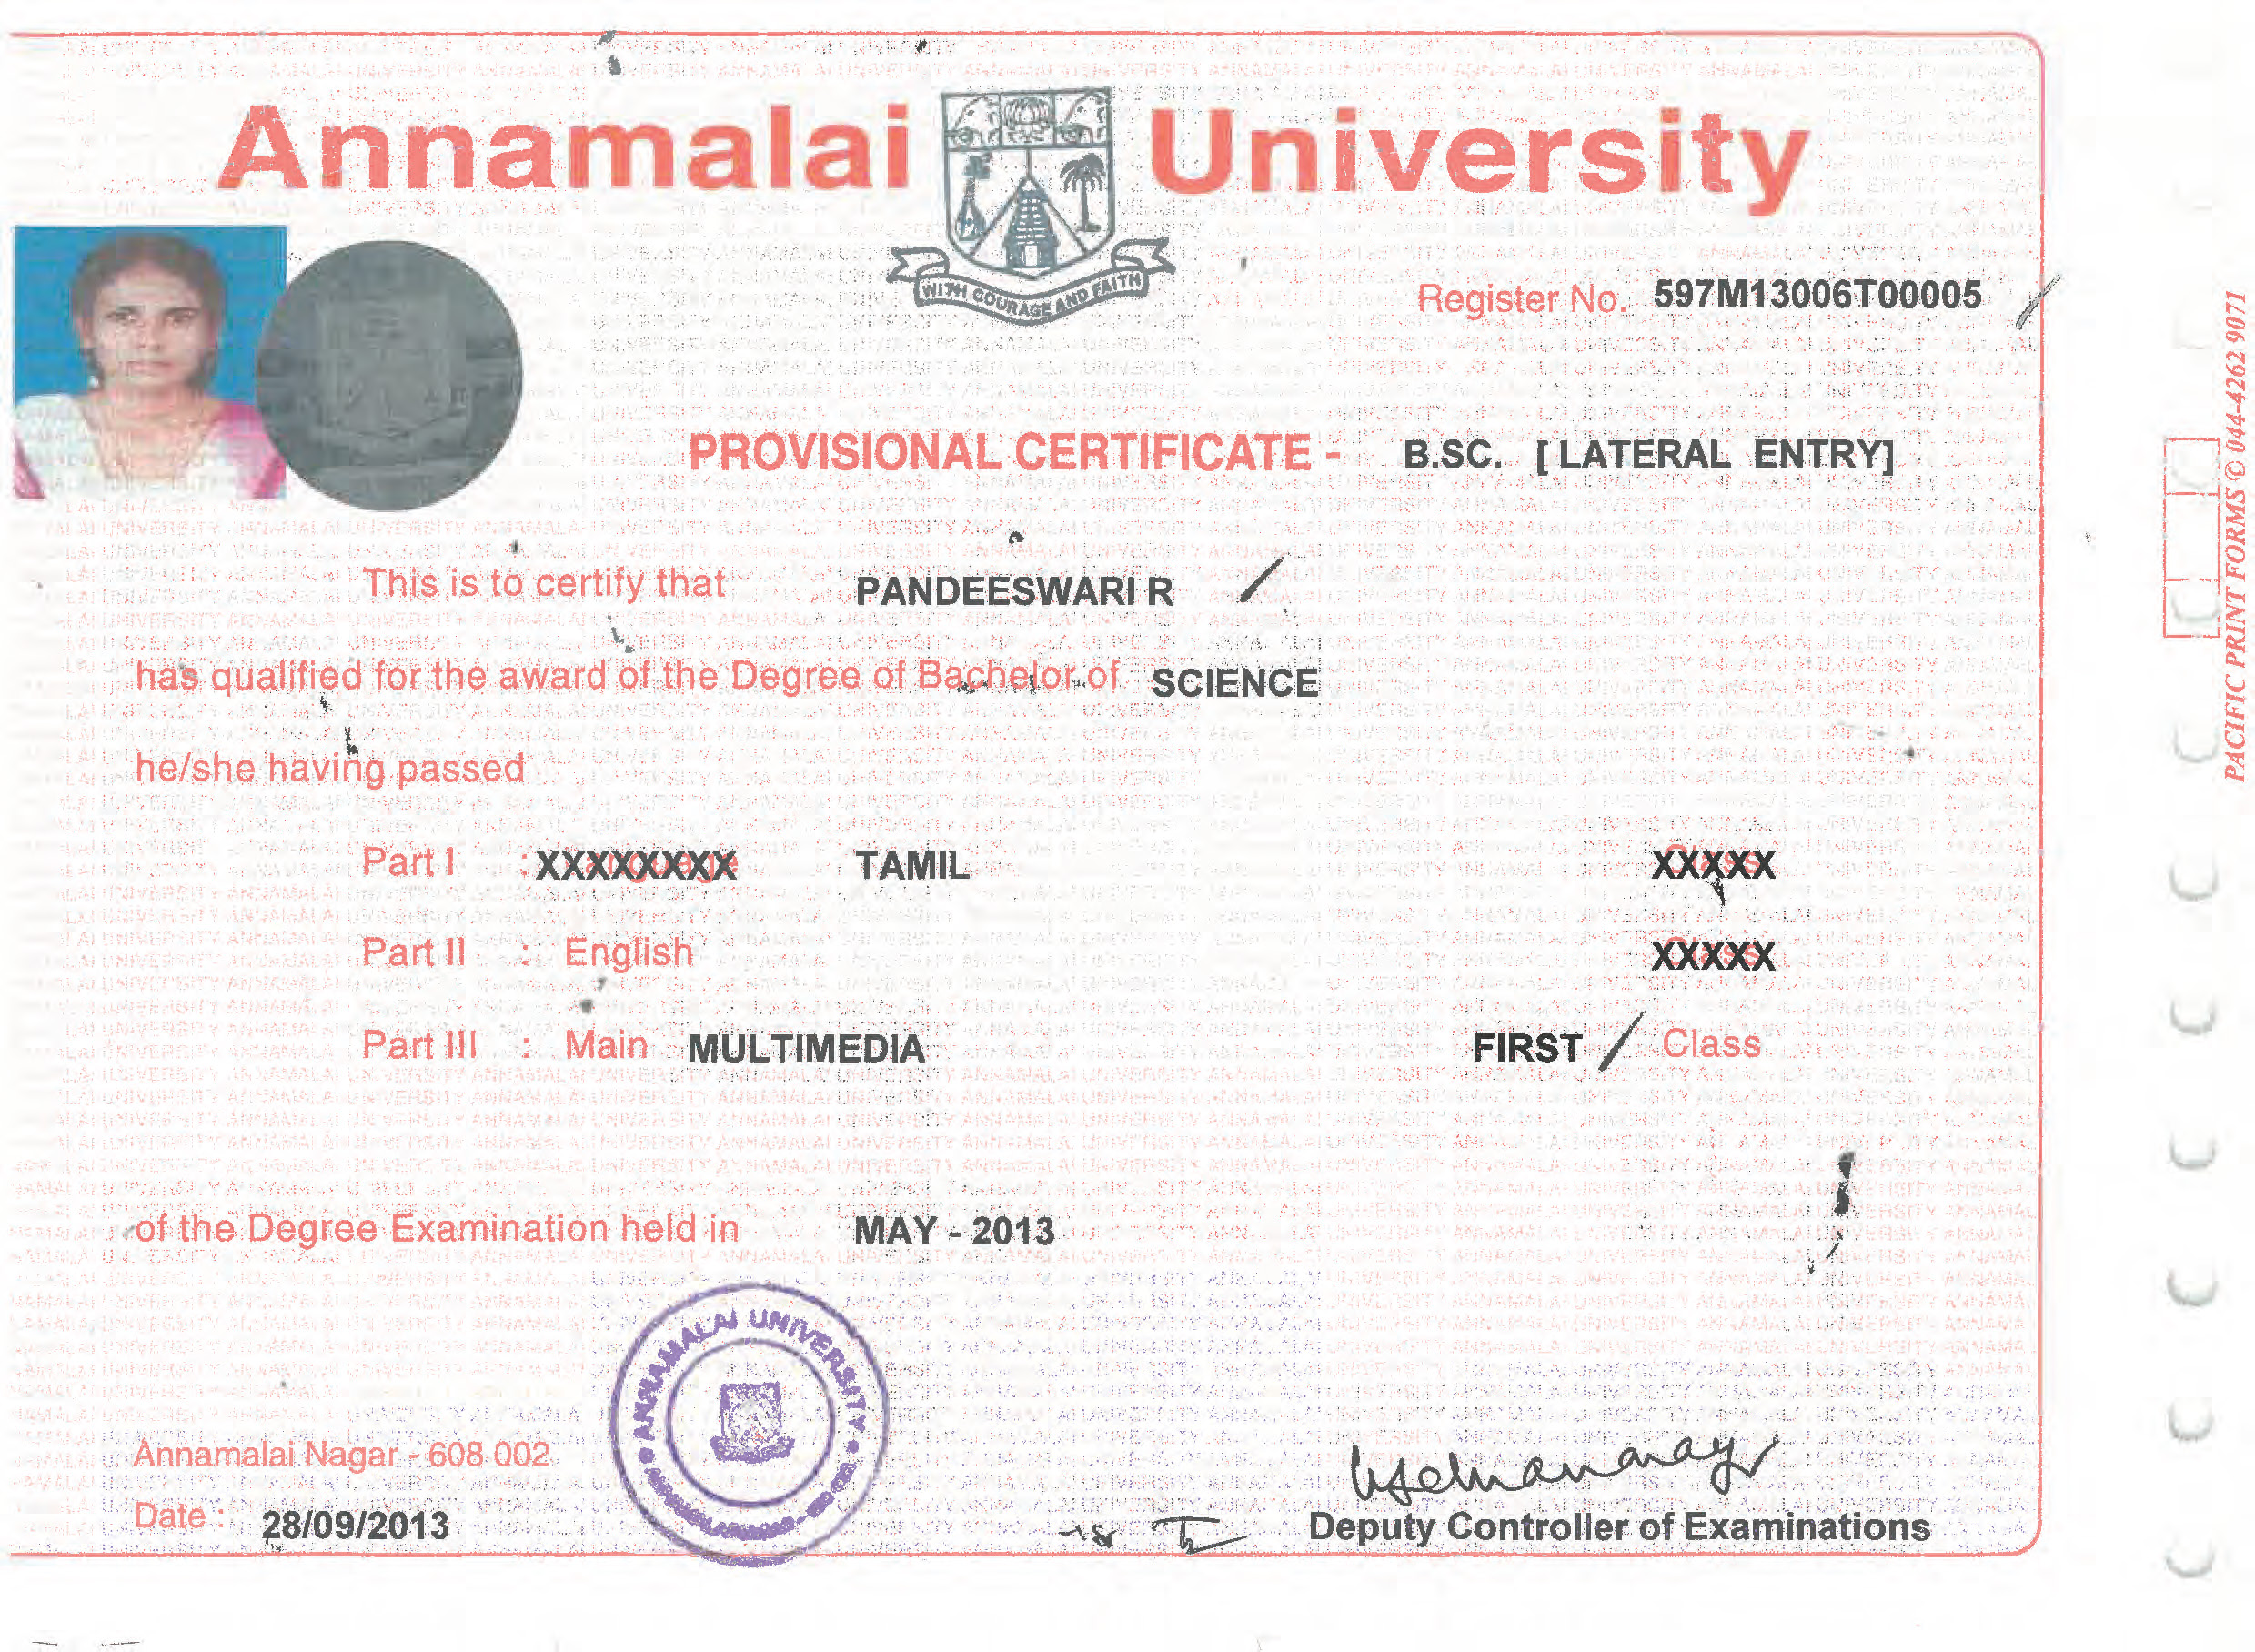 Annamalai University
WITH COURAGE AND FAITH
Register No. 597M13006T00005
PROVISIONAL CERTIFICATE - B.SC. [ LATERAL ENTRY]
This is to certify that PANDEESWARI R
has qualified for the award of the Degree of Bachelor of SCIENCE
he/she having passed
Part I : XXXXXXXX TAMIL XXXXX
Part II : English XXXXX
Part III : Main MULTIMEDIA FIRST Class
of the Degree Examination held in MAY - 2013
ANNAMALAI UNIVERSITY
Annamalai Nagar - 608 002
Date : 28/09/2013
Deputy Controller of Examinations
PACIFIC PRINT FORMS © 044-4262 9071